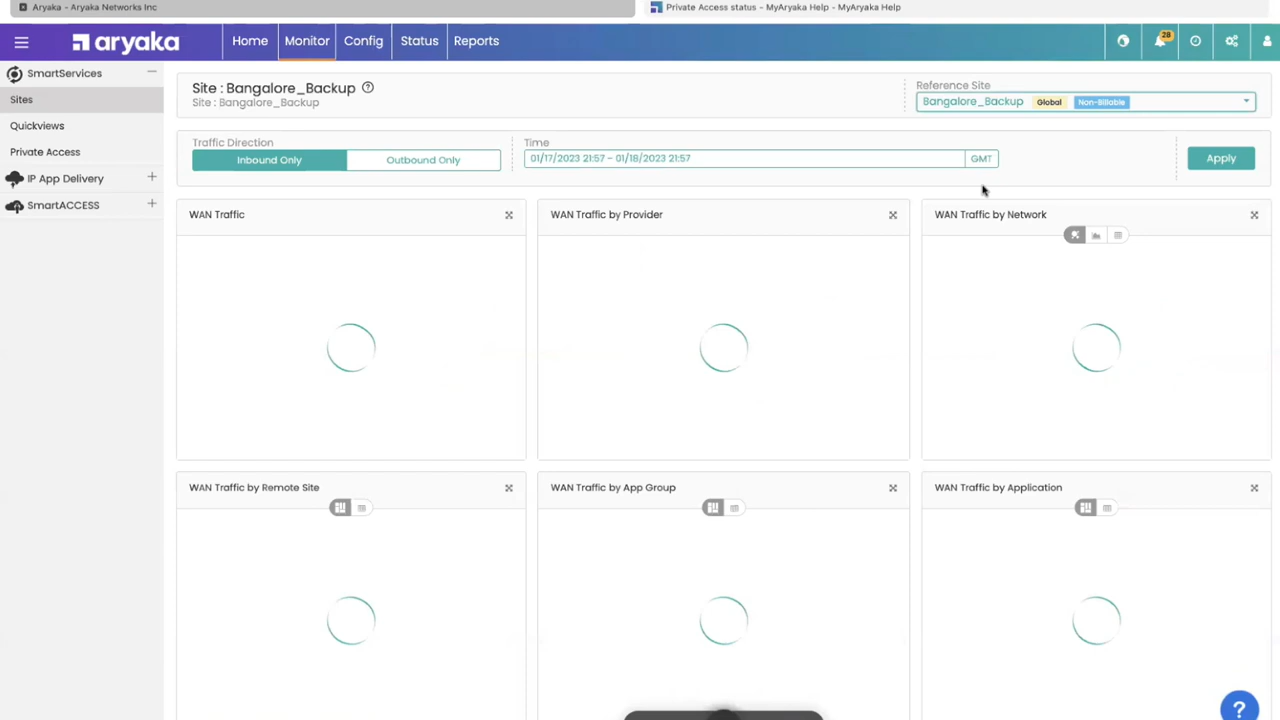 Aryaka - Aryaka Networks Inc
Private Access status - MyAryaka Help - MyAryaka Help
aryaka
Home
Monitor
Config
Status
Reports
28
SmartServices
Sites
Quickviews
Private Access
IP App Delivery
SmartACCESS
Site : Bangalore_Backup
Site : Bangalore_Backup
Reference Site
Bangalore_Backup Global Non-Billable
Traffic Direction
Inbound Only
Outbound Only
Time
01/17/2023 21:57 - 01/18/2023 21:57
GMT
Apply
WAN Traffic
WAN Traffic by Provider
WAN Traffic by Network
WAN Traffic by Remote Site
WAN Traffic by App Group
WAN Traffic by Application
?